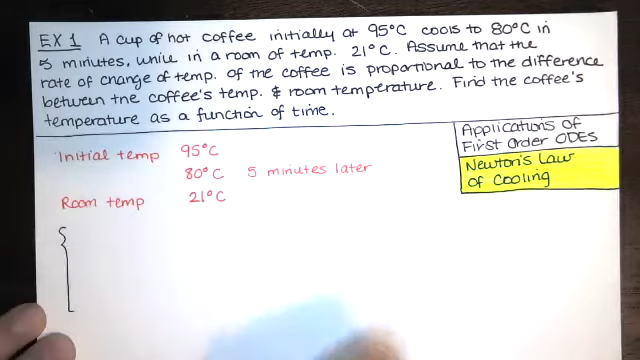 EX 1 A cup of hot coffee initially at 95°C cools to 80°C in
5 minutes, while in a room of temp. 21°C. Assume that the
rate of change of temp. of the coffee is proportional to the difference
between the coffee's temp. & room temperature. Find the coffee's
temperature as a function of time.
Applications of
First Order ODES
Newton's Law
of Cooling
Initial temp 95°C
80°C 5 minutes later
Room temp 21°C